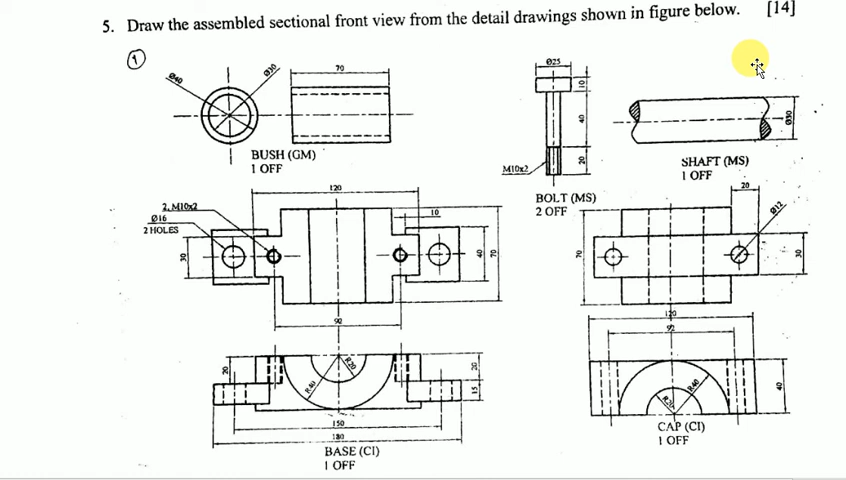 5. Draw the assembled sectional front view from the detail drawings shown in figure below. [14]
1
Ø40
Ø30
70
BUSH (GM)
1 OFF
Ø25
10
40
20
M10x2
BOLT (MS)
2 OFF
Ø30
SHAFT (MS)
1 OFF
120
2, M10x2
Ø16
2 HOLES
10
30
40
70
90
20
Ø12
70
30
120
20
R40
R20
20
15
150
180
BASE (CI)
1 OFF
R20
R40
40
CAP (CI)
1 OFF